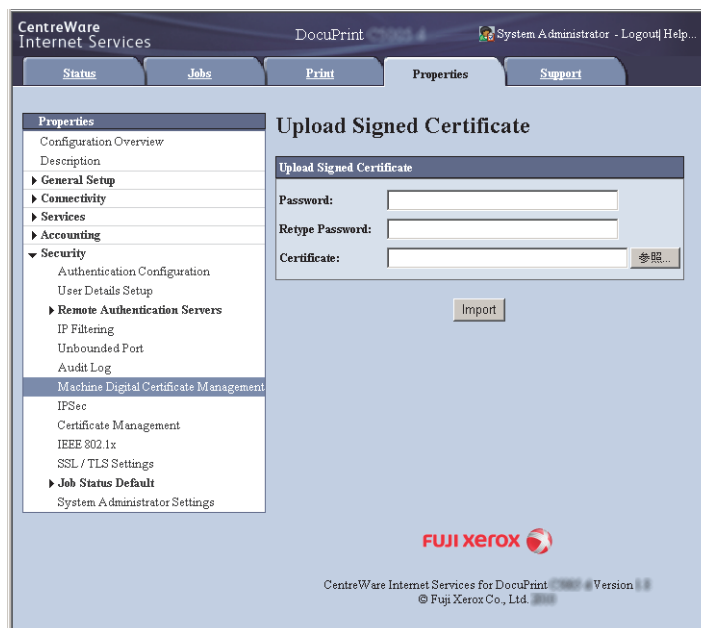 CentreWare
Internet Services
DocuPrint
System Administrator - Logout| Help...
Status
Jobs
Print
Properties
Support
Properties
Configuration Overview
Description
General Setup
Connectivity
Services
Accounting
Security
Authentication Configuration
User Details Setup
Remote Authentication Servers
IP Filtering
Unbounded Port
Audit Log
Machine Digital Certificate Management
IPSec
Certificate Management
IEEE 802.1x
SSL / TLS Settings
Job Status Default
System Administrator Settings
Upload Signed Certificate
Upload Signed Certificate
Password:
Retype Password:
Certificate:
参照...
Import
FUJI XEROX
CentreWare Internet Services for DocuPrint Version
© Fuji Xerox Co., Ltd.